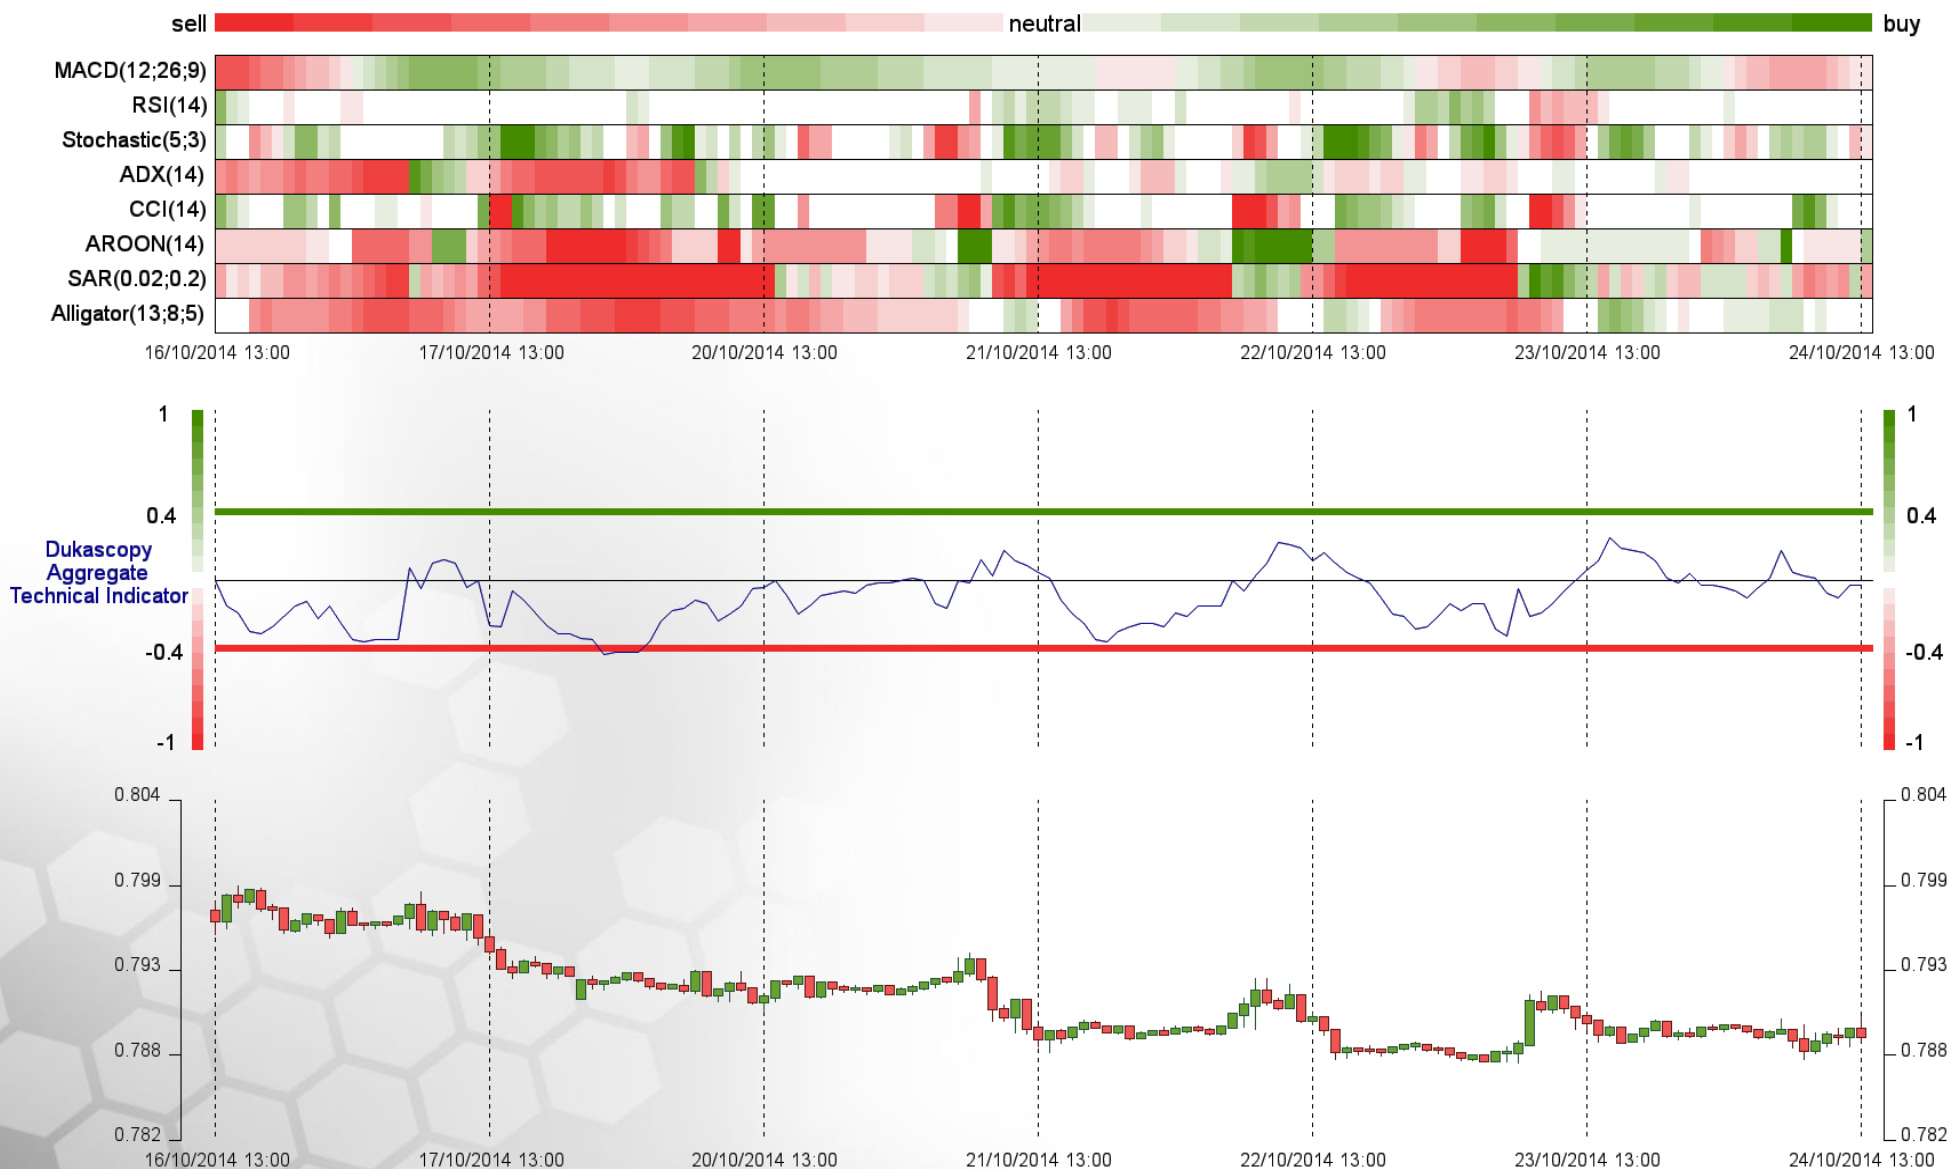 sell neutral buy
MACD(12;26;9)
RSI(14)
Stochastic(5;3)
ADX(14)
CCI(14)
AROON(14)
SAR(0.02;0.2)
Alligator(13;8;5)
16/10/2014 13:00 17/10/2014 13:00 20/10/2014 13:00 21/10/2014 13:00 22/10/2014 13:00 23/10/2014 13:00 24/10/2014 13:00
1 1
0.4 0.4
Dukascopy
Aggregate
Technical Indicator
-0.4 -0.4
-1 -1
0.804 0.804
0.799 0.799
0.793 0.793
0.788 0.788
0.782 0.782
16/10/2014 13:00 17/10/2014 13:00 20/10/2014 13:00 21/10/2014 13:00 22/10/2014 13:00 23/10/2014 13:00 24/10/2014 13:00